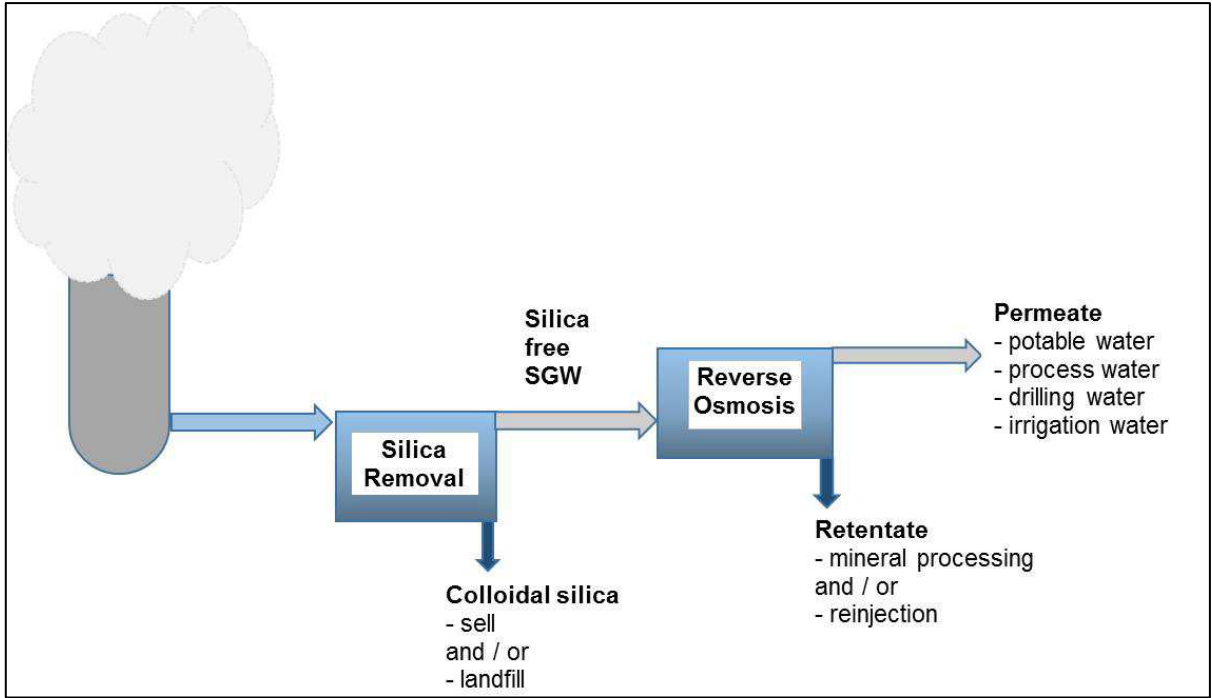 Silica
free
SGW
Permeate
- potable water
- process water
- drilling water
- irrigation water
Reverse
Osmosis
Silica
Removal
Retentate
- mineral processing
and / or
- reinjection
Colloidal silica
- sell
and / or
- landfill